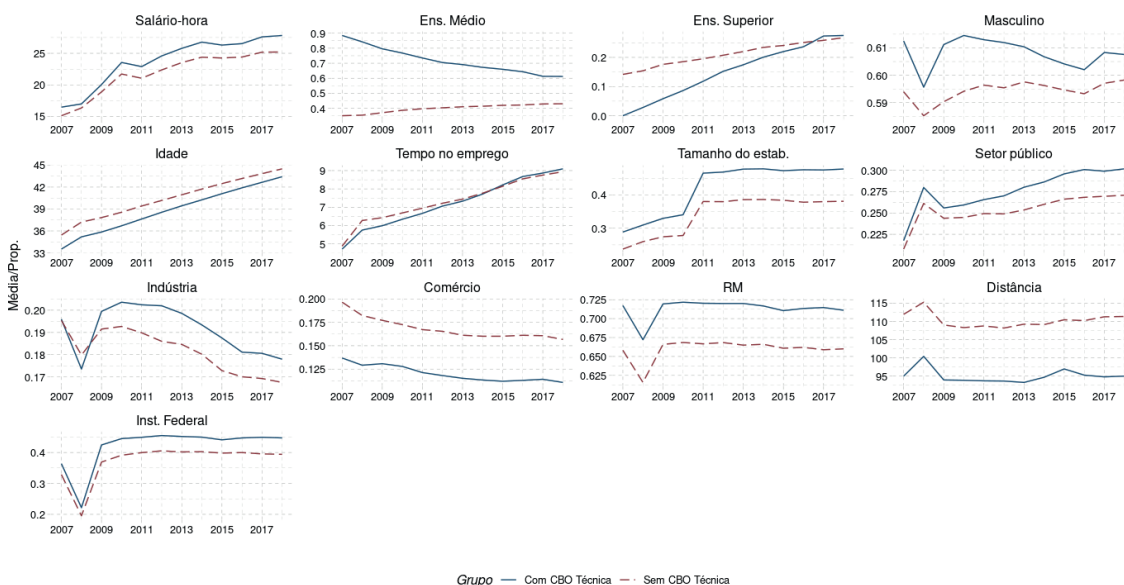 Salário-hora
Ens. Médio
Ens. Superior
Masculino
25
20
15
2007 2009 2011 2013 2015 2017
0.9
0.8
0.7
0.6
0.5
0.4
2007 2009 2011 2013 2015 2017
0.2
0.1
0.0
2007 2009 2011 2013 2015 2017
0.61
0.60
0.59
2007 2009 2011 2013 2015 2017
Idade
Tempo no emprego
Tamanho do estab.
Setor público
45
42
39
36
33
2007 2009 2011 2013 2015 2017
9
8
7
6
5
2007 2009 2011 2013 2015 2017
0.4
0.3
2007 2009 2011 2013 2015 2017
0.300
0.275
0.250
0.225
2007 2009 2011 2013 2015 2017
Média/Prop.
Indústria
Comércio
RM
Distância
0.20
0.19
0.18
0.17
2007 2009 2011 2013 2015 2017
0.200
0.175
0.150
0.125
2007 2009 2011 2013 2015 2017
0.725
0.700
0.675
0.650
0.625
2007 2009 2011 2013 2015 2017
115
110
105
100
95
2007 2009 2011 2013 2015 2017
Inst. Federal
0.4
0.3
0.2
2007 2009 2011 2013 2015 2017
Grupo Com CBO Técnica Sem CBO Técnica